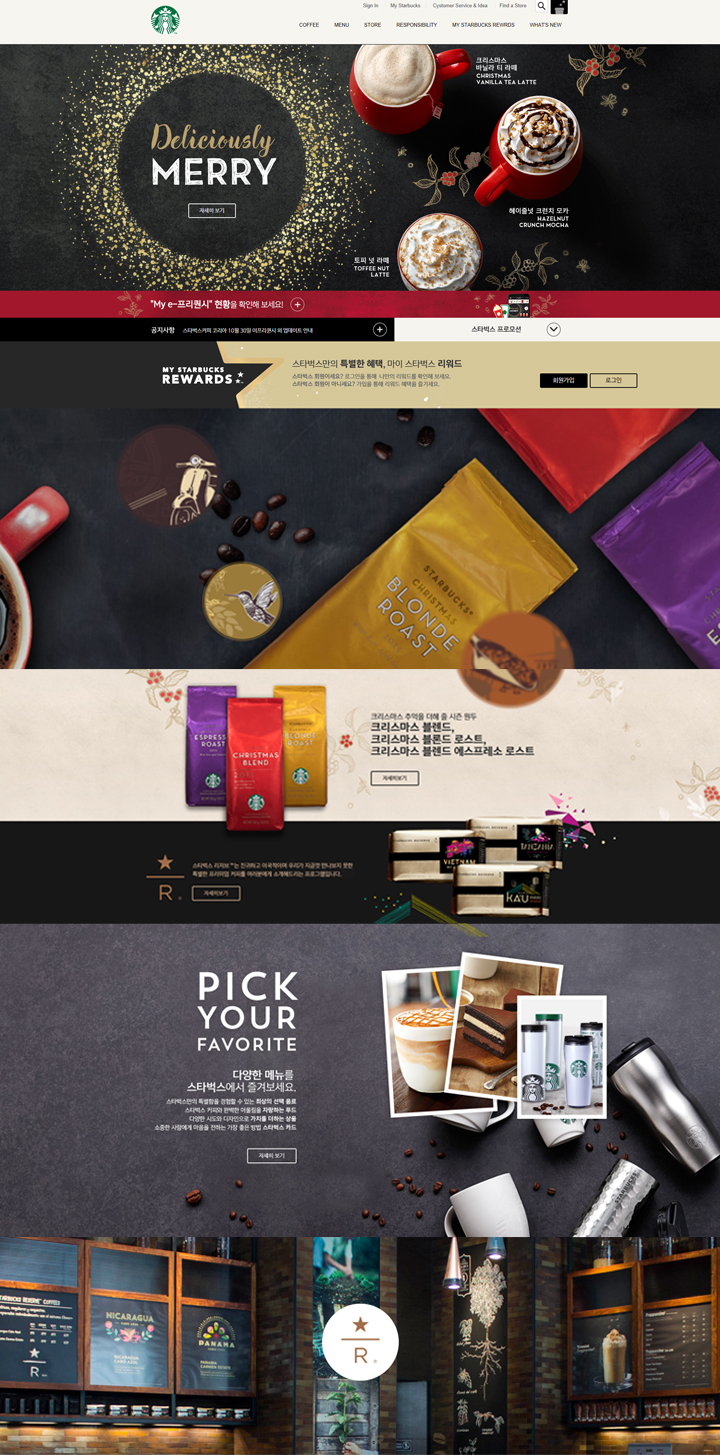 Sign In
My Starbucks
Cystomer Service & Idea
Find a Store
COFFEE
MENU
STORE
RESPONSIBILITY
MY STARBUCKS REWRDS
WHAT'S NEW
크리스마스
바닐라 티 라떼
CHRISTMAS
VANILLA TEA LATTE
Deliciously
MERRY
자세히 보기
헤이즐넛 크런치 모카
HAZELNUT
CRUNCH MOCHA
토피 넛 라떼
TOFFEE NUT
LATTE
"My e-프리퀀시" 현황을 확인해 보세요!
공지사항
스타벅스커피 코리아 10월 30일 이프리퀀시 외 업데이트 안내
스타벅스 프로모션
MY STARBUCKS
REWARDS
스타벅스만의 특별한 혜택, 마이 스타벅스 리워드
스타벅스 회원이세요? 로그인을 통해 나만의 리워드를 확인해 보세요.
스타벅스 회원이 아니세요? 가입을 통해 리워드 혜택을 즐기세요.
회원가입
로그인
STARBUCKS
CHRISTMAS
BLONDE
ROAST
ESPRESSO
ROAST
CHRISTMAS
BLEND
BLONDE
ROAST
크리스마스 추억을 더해 줄 시즌 원두
크리스마스 블렌드,
크리스마스 블론드 로스트,
크리스마스 블렌드 에스프레소 로스트
자세히보기
R
스타벅스 리저브™는 진귀하고 이국적이며 우리가 지금껏 만나보지 못한
특별한 프리미엄 커피를 여러분에게 소개해드리는 프로그램입니다.
자세히보기
VIETNAM
TANZANIA
KA'U
PICK
YOUR
FAVORITE
다양한 메뉴를
스타벅스에서 즐겨보세요.
스타벅스만의 특별함을 경험할 수 있는 최상의 선택 음료
스타벅스 커피와 완벽한 어울림을 자랑하는 푸드
다양한 시도와 디자인으로 가치를 더하는 상품
소중한 사람에게 마음을 전하는 가장 좋은 방법 스타벅스 카드
자세히 보기
STARBUCKS RESERVE™ COFFEES
NICARAGUA
PANAMA
R
R